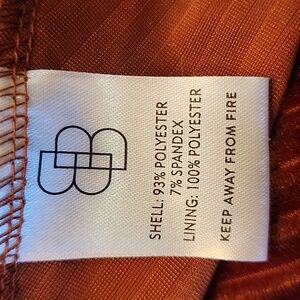 SHELL: 93% POLYESTER
7% SPANDEX
LINING: 100% POLYESTER
KEEP AWAY FROM FIRE